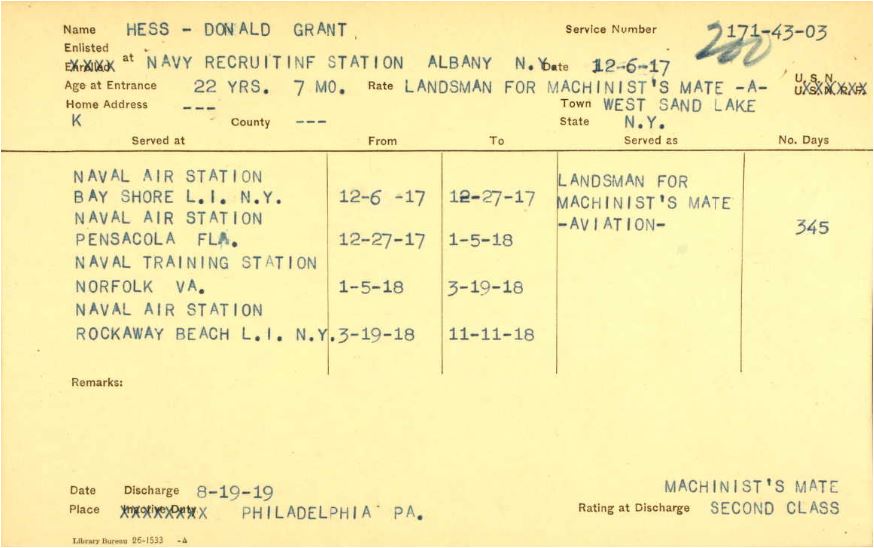 Name HESS - DONALD GRANT, Service Number 171-43-03
200
Enlisted
XXXX at NAVY RECRUITINF STATION ALBANY N.Y. Date 12-6-17
Age at Entrance 22 YRS. 7 MO. Rate LANDSMAN FOR MACHINIST'S MATE -A- U.S.N.
U.S.N.R.F.
Home Address --- Town WEST SAND LAKE
K County --- State N.Y.
Served at From To Served as No. Days
NAVAL AIR STATION LANDSMAN FOR
BAY SHORE L.I. N.Y. 12-6 -17 12-27-17 MACHINIST'S MATE
NAVAL AIR STATION -AVIATION-
PENSACOLA FLA. 12-27-17 1-5-18 345
NAVAL TRAINING STATION
NORFOLK VA. 1-5-18 3-19-18
NAVAL AIR STATION
ROCKAWAY BEACH L.I. N.Y. 3-19-18 11-11-18
Remarks:
Date Discharge 8-19-19 MACHINIST'S MATE
Place Inactive Duty PHILADELPHIA PA. Rating at Discharge SECOND CLASS
Library Bureau 26-1533 -A